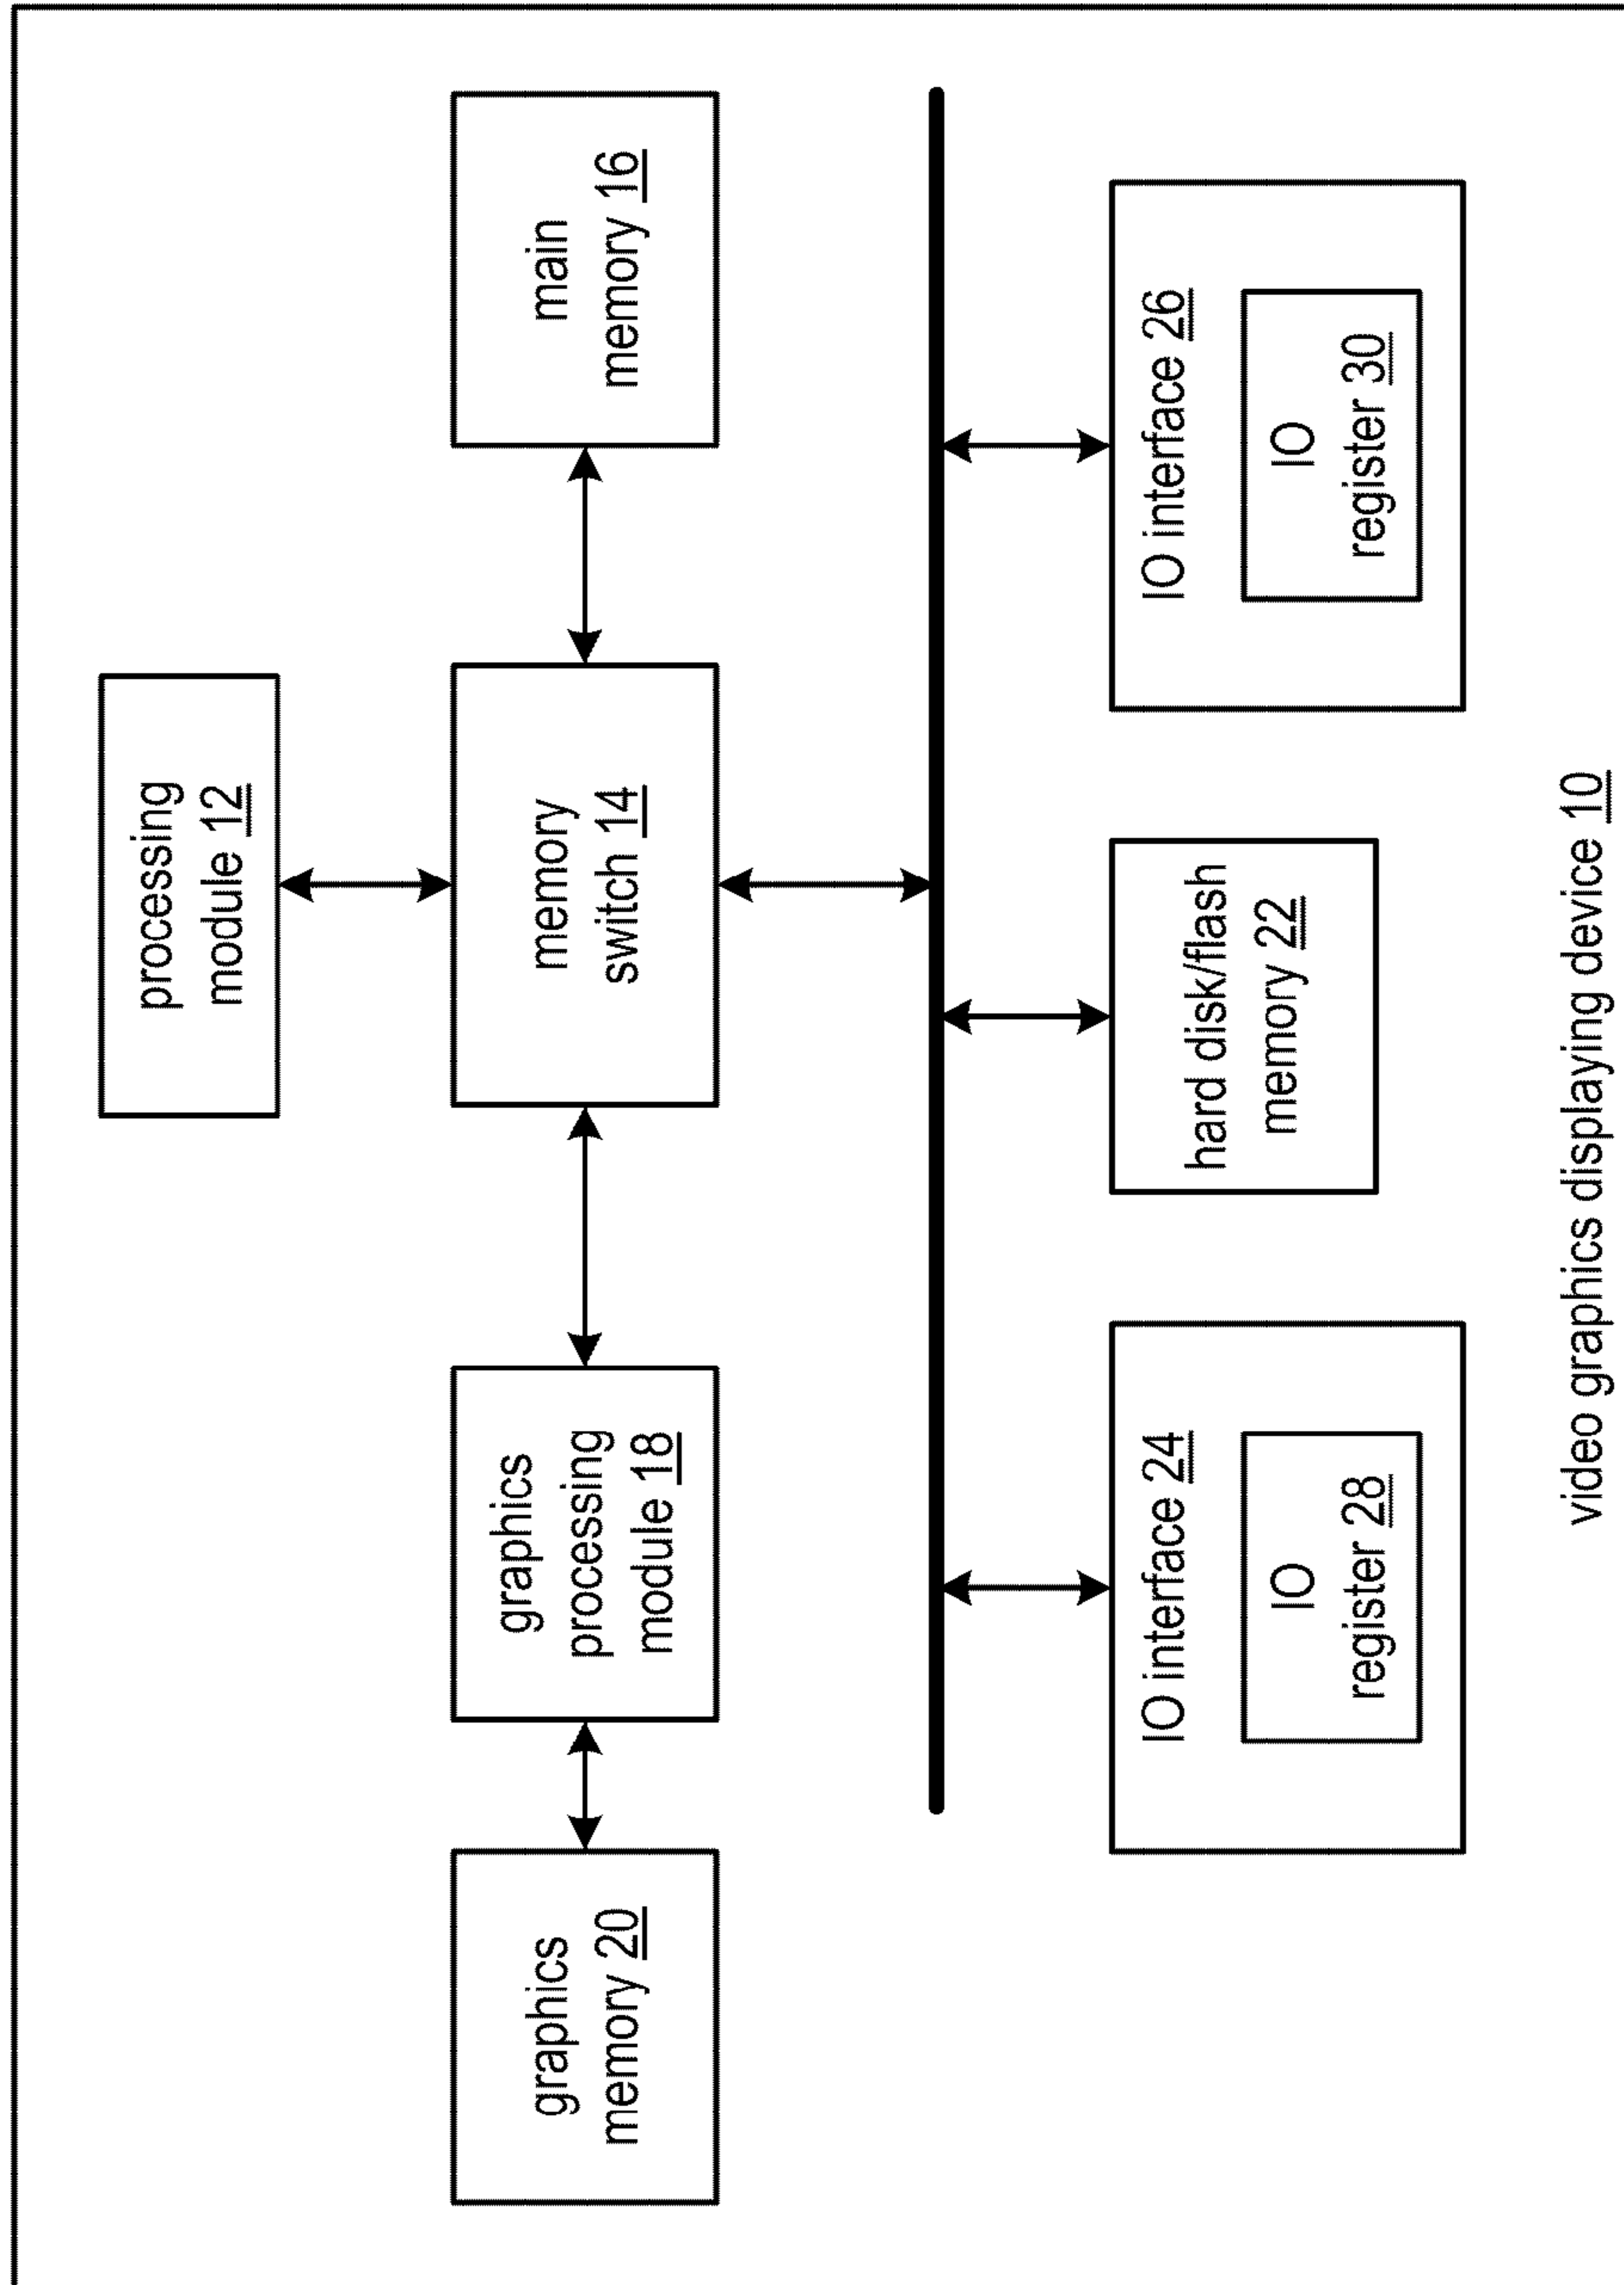 processing
module 12
graphics
memory 20
graphics
processing
module 18
memory
switch 14
main
memory 16
IO interface 24
IO
register 28
hard disk/flash
memory 22
IO interface 26
IO
register 30
video graphics displaying device 10